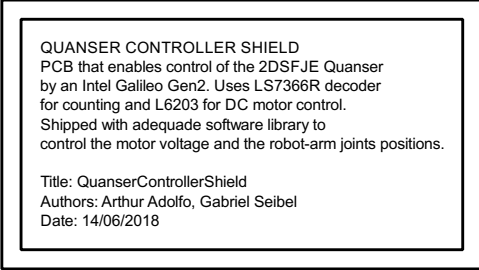 QUANSER CONTROLLER SHIELD
PCB that enables control of the 2DSFJE Quanser
by an Intel Galileo Gen2. Uses LS7366R decoder
for counting and L6203 for DC motor control.
Shipped with adequade software library to
control the motor voltage and the robot-arm joints positions.
Title: QuanserControllerShield
Authors: Arthur Adolfo, Gabriel Seibel
Date: 14/06/2018